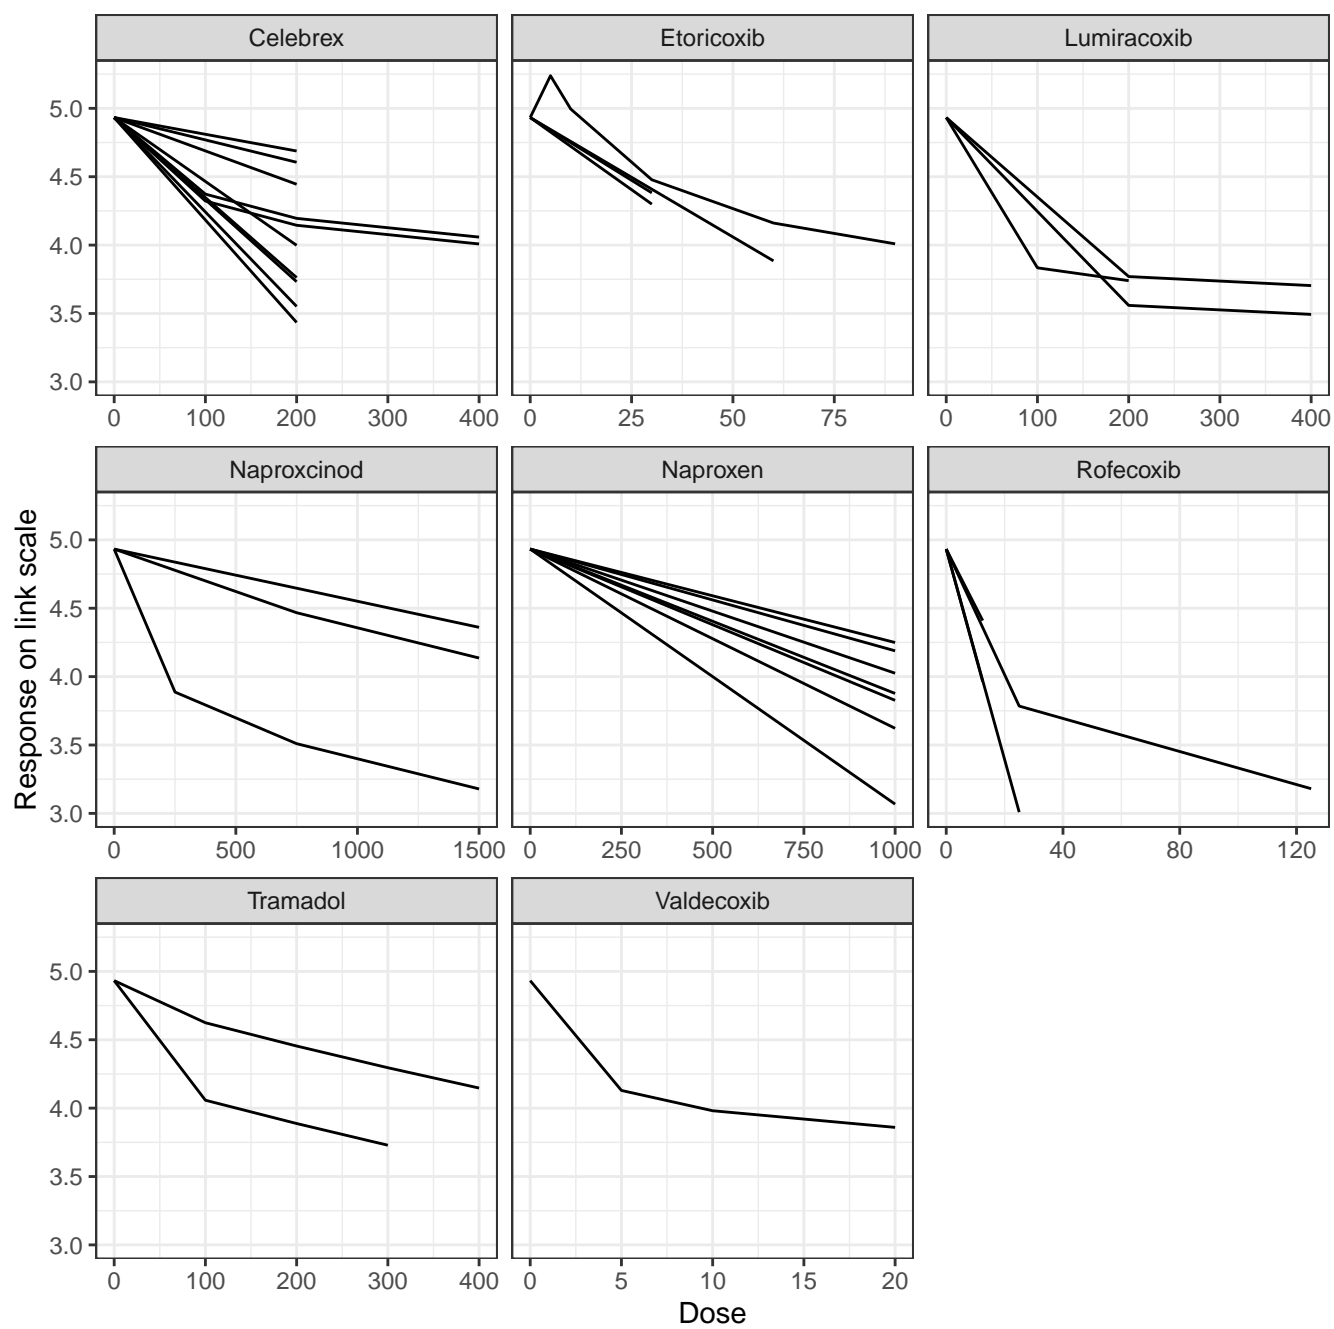 Celebrex Etoricoxib Lumiracoxib
5.0
4.5
4.0
3.5
3.0
0 100 200 300 400 0 25 50 75 0 100 200 300 400
Naproxcinod Naproxen Rofecoxib
Response on link scale
5.0
4.5
4.0
3.5
3.0
0 500 1000 1500 0 250 500 750 1000 0 40 80 120
Tramadol Valdecoxib
5.0
4.5
4.0
3.5
3.0
0 100 200 300 400 0 5 10 15 20
Dose